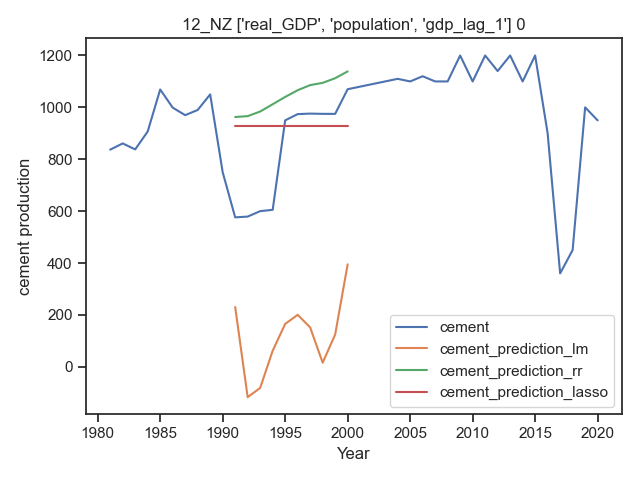 12_NZ ['real_GDP', 'population', 'gdp_lag_1'] 0
1200
1000
800
600
400
200
0
cement production
cement
cement_prediction_lm
cement_prediction_rr
cement_prediction_lasso
1980 1985 1990 1995 2000 2005 2010 2015 2020
Year